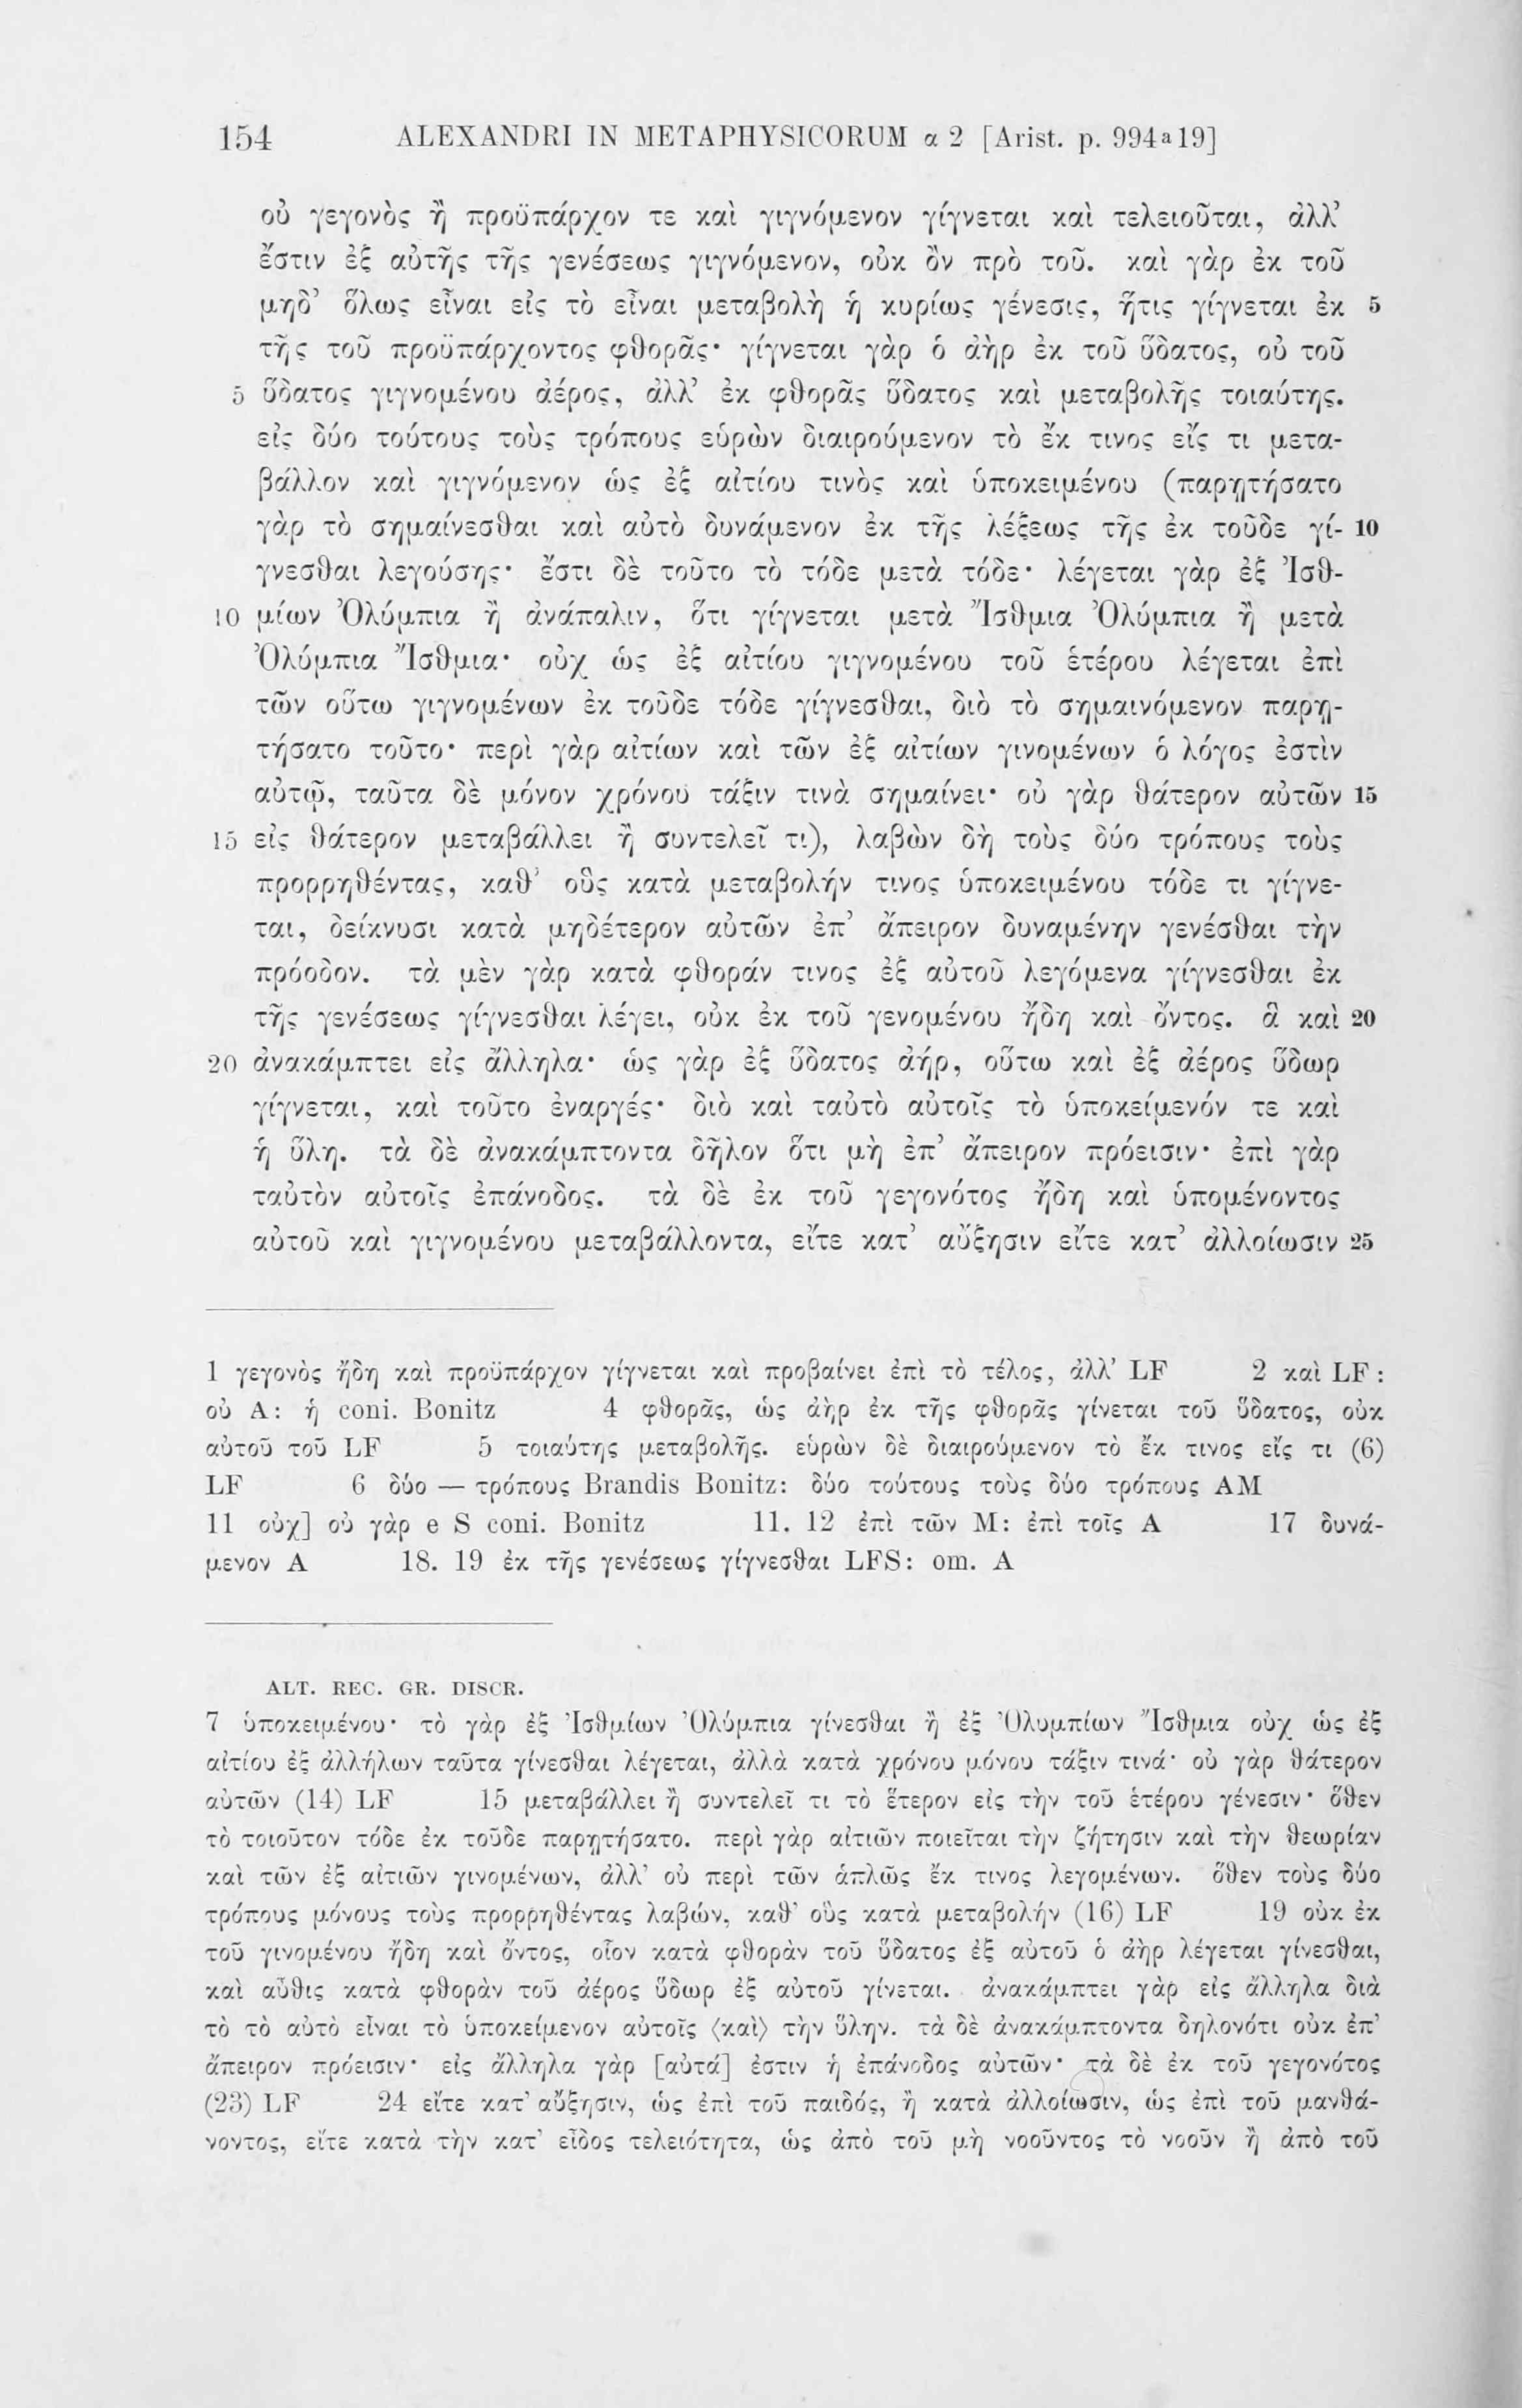 154 ALEXANDRI IN METAPHYSICORUM α 2 [Arist. p. 994ᵃ19]
οὐ γεγονὸς ἢ προϋπάρχον τε καὶ γιγνόμενον γίγνεται καὶ τελειοῦται, ἀλλ’
ἔστιν ἐξ αὐτῆς τῆς γενέσεως γιγνόμενον, οὐκ ὂν πρὸ τοῦ. καὶ γὰρ ἐκ τοῦ
μηδ’ ὅλως εἶναι εἰς τὸ εἶναι μεταβολὴ ἡ κυρίως γένεσις, ἥτις γίγνεται ἐκ 5
τῆς τοῦ προϋπάρχοντος φθορᾶς· γίγνεται γὰρ ὁ ἀὴρ ἐκ τοῦ ὕδατος, οὐ τοῦ
5 ὕδατος γιγνομένου ἀέρος, ἀλλ’ ἐκ φθορᾶς ὕδατος καὶ μεταβολῆς τοιαύτης.
εἰς δύο τούτους τοὺς τρόπους εὑρὼν διαιρούμενον τὸ ἔκ τινος εἴς τι μετα-
βάλλον καὶ γιγνόμενον ὡς ἐξ αἰτίου τινὸς καὶ ὑποκειμένου (παρῃτήσατο
γὰρ τὸ σημαίνεσθαι καὶ αὐτὸ δυνάμενον ἐκ τῆς λέξεως τῆς ἐκ τοῦδε γί- 10
γνεσθαι λεγούσης· ἔστι δὲ τοῦτο τὸ τόδε μετὰ τόδε· λέγεται γὰρ ἐξ Ἰσθ-
10 μίων Ὀλύμπια ἢ ἀνάπαλιν, ὅτι γίγνεται μετὰ Ἴσθμια Ὀλύμπια ἢ μετὰ
Ὀλύμπια Ἴσθμια· οὐχ ὡς ἐξ αἰτίου γιγνομένου τοῦ ἑτέρου λέγεται ἐπὶ
τῶν οὕτω γιγνομένων ἐκ τοῦδε τόδε γίγνεσθαι, διὸ τὸ σημαινόμενον παρῃ-
τήσατο τοῦτο· περὶ γὰρ αἰτίων καὶ τῶν ἐξ αἰτίων γινομένων ὁ λόγος ἐστὶν
αὐτῷ, ταῦτα δὲ μόνον χρόνου τάξιν τινὰ σημαίνει· οὐ γὰρ θάτερον αὐτῶν 15
15 εἰς θάτερον μεταβάλλει ἢ συντελεῖ τι), λαβὼν δὴ τοὺς δύο τρόπους τοὺς
προρρηθέντας, καθ’ οὓς κατὰ μεταβολήν τινος ὑποκειμένου τόδε τι γίγνε-
ται, δείκνυσι κατὰ μηδέτερον αὐτῶν ἐπ’ ἄπειρον δυναμένην γενέσθαι τὴν
πρόοδον. τὰ μὲν γὰρ κατὰ φθοράν τινος ἐξ αὐτοῦ λεγόμενα γίγνεσθαι ἐκ
τῆς γενέσεως γίγνεσθαι λέγει, οὐκ ἐκ τοῦ γενομένου ἤδη καὶ ὄντος. ἃ καὶ 20
20 ἀνακάμπτει εἰς ἄλληλα· ὡς γὰρ ἐξ ὕδατος ἀήρ, οὕτω καὶ ἐξ ἀέρος ὕδωρ
γίγνεται, καὶ τοῦτο ἐναργές· διὸ καὶ ταὐτὸ αὐτοῖς τὸ ὑποκείμενόν τε καὶ
ἡ ὕλη. τὰ δὲ ἀνακάμπτοντα δῆλον ὅτι μὴ ἐπ’ ἄπειρον πρόεισιν· ἐπὶ γὰρ
ταὐτὸν αὐτοῖς ἐπάνοδος. τὰ δὲ ἐκ τοῦ γεγονότος ἤδη καὶ ὑπομένοντος
αὐτοῦ καὶ γιγνομένου μεταβάλλοντα, εἴτε κατ’ αὔξησιν εἴτε κατ’ ἀλλοίωσιν 25
1 γεγονὸς ἤδη καὶ προϋπάρχον γίγνεται καὶ προβαίνει ἐπὶ τὸ τέλος, ἀλλ’ LF 2 καὶ LF:
οὐ A: ἡ coni. Bonitz 4 φθορᾶς, ὡς ἀὴρ ἐκ τῆς φθορᾶς γίνεται τοῦ ὕδατος, οὐκ
αὐτοῦ τοῦ LF 5 τοιαύτης μεταβολῆς. εὑρὼν δὲ διαιρούμενον τὸ ἔκ τινος εἴς τι (6)
LF 6 δύο — τρόπους Brandis Bonitz: δύο τούτους τοὺς δύο τρόπους AM
11 οὐχ] οὐ γὰρ e S coni. Bonitz 11. 12 ἐπὶ τῶν M: ἐπὶ τοῖς A 17 δυνά-
μενον A 18. 19 ἐκ τῆς γενέσεως γίγνεσθαι LFS: om. A
ALT. REC. GR. DISCR.
7 ὑποκειμένου· τὸ γὰρ ἐξ Ἰσθμίων Ὀλύμπια γίνεσθαι ἢ ἐξ Ὀλυμπίων Ἴσθμια οὐχ ὡς ἐξ
αἰτίου ἐξ ἀλλήλων ταῦτα γίνεσθαι λέγεται, ἀλλὰ κατὰ χρόνου μόνου τάξιν τινά· οὐ γὰρ θάτερον
αὐτῶν (14) LF 15 μεταβάλλει ἢ συντελεῖ τι τὸ ἕτερον εἰς τὴν τοῦ ἑτέρου γένεσιν· ὅθεν
τὸ τοιοῦτον τόδε ἐκ τοῦδε παρῃτήσατο. περὶ γὰρ αἰτιῶν ποιεῖται τὴν ζήτησιν καὶ τὴν θεωρίαν
καὶ τῶν ἐξ αἰτιῶν γινομένων, ἀλλ’ οὐ περὶ τῶν ἁπλῶς ἔκ τινος λεγομένων. ὅθεν τοὺς δύο
τρόπους μόνους τοὺς προρρηθέντας λαβών, καθ’ οὓς κατὰ μεταβολήν (16) LF 19 οὐκ ἐκ
τοῦ γινομένου ἤδη καὶ ὄντος, οἷον κατὰ φθορὰν τοῦ ὕδατος ἐξ αὐτοῦ ὁ ἀὴρ λέγεται γίνεσθαι,
καὶ αὖθις κατὰ φθορὰν τοῦ ἀέρος ὕδωρ ἐξ αὐτοῦ γίνεται. ἀνακάμπτει γὰρ εἰς ἄλληλα διὰ
τὸ τὸ αὐτὸ εἶναι τὸ ὑποκείμενον αὐτοῖς ⟨καὶ⟩ τὴν ὕλην. τὰ δὲ ἀνακάμπτοντα δηλονότι οὐκ ἐπ’
ἄπειρον πρόεισιν· εἰς ἄλληλα γὰρ [αὐτά] ἐστιν ἡ ἐπάνοδος αὐτῶν· τὰ δὲ ἐκ τοῦ γεγονότος
(23) LF 24 εἴτε κατ’ αὔξησιν, ὡς ἐπὶ τοῦ παιδός, ἢ κατὰ ἀλλοίωσιν, ὡς ἐπὶ τοῦ μανθά-
νοντος, εἴτε κατὰ τὴν κατ’ εἶδος τελειότητα, ὡς ἀπὸ τοῦ μὴ νοοῦντος τὸ νοοῦν ἢ ἀπὸ τοῦ